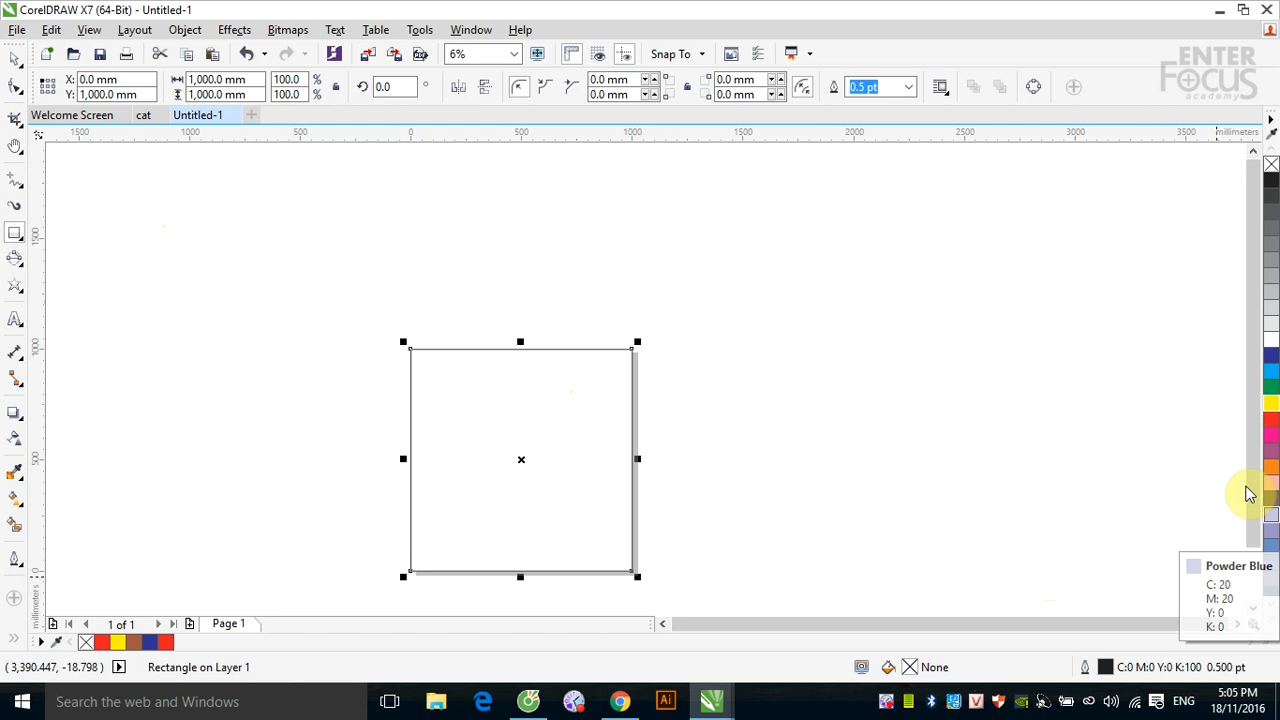 CorelDRAW X7 (64-Bit) - Untitled-1
File Edit View Layout Object Effects Bitmaps Text Table Tools Window Help
6% Snap To
X: 0.0 mm 1,000.0 mm 100.0 % 0.0 ° 0.0 mm 0.0 mm 0.5 pt
Y: 1,000.0 mm 1,000.0 mm 100.0 % 0.0 mm 0.0 mm
ENTER
FOCUS
academy
Welcome Screen cat Untitled-1
1500 1000 500 0 500 1000 1500 2000 2500 3000 3500 millimeters
1500
1000
500
0
millimeters
Powder Blue
C: 20
M: 20
Y: 0
K: 0
1 of 1 Page 1
( 3,390.447, -18.798 ) Rectangle on Layer 1 None C:0 M:0 Y:0 K:100 0.500 pt
Search the web and Windows Ai ENG 5:05 PM
18/11/2016